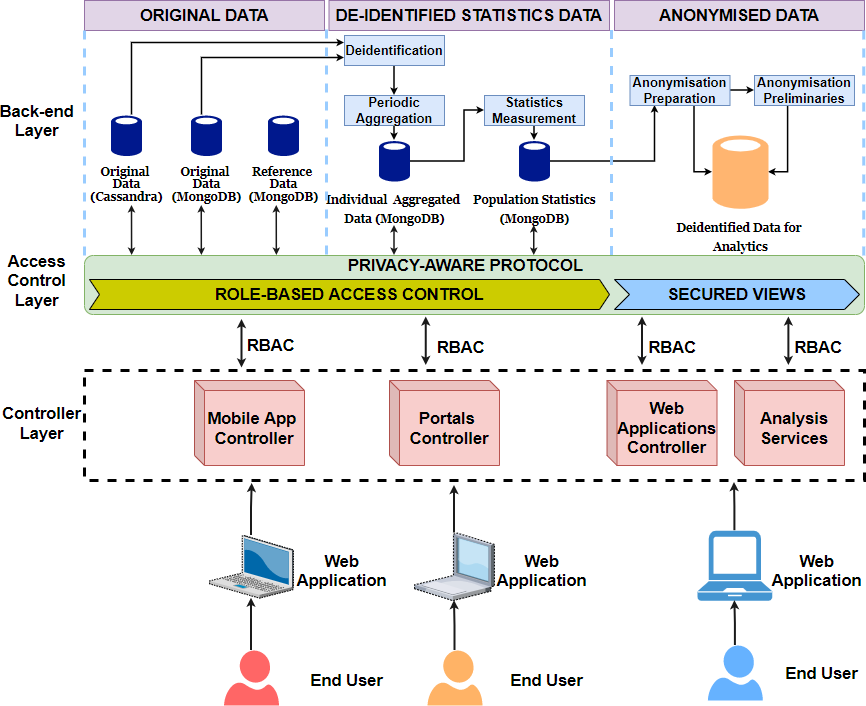 ORIGINAL DATA
DE-IDENTIFIED STATISTICS DATA
ANONYMISED DATA
Back-end
Layer
Deidentification
Periodic
Aggregation
Statistics
Measurement
Anonymisation
Preparation
Anonymisation
Preliminaries
Original
Data
(Cassandra)
Original
Data
(MongoDB)
Reference
Data
(MongoDB)
Individual Aggregated
Data (MongoDB)
Population Statistics
(MongoDB)
Deidentified Data for
Analytics
Access
Control
Layer
PRIVACY-AWARE PROTOCOL
ROLE-BASED ACCESS CONTROL
SECURED VIEWS
RBAC
RBAC
RBAC
RBAC
Controller
Layer
Mobile App
Controller
Portals
Controller
Web
Applications
Controller
Analysis
Services
Web
Application
Web
Application
Web
Application
End User
End User
End User